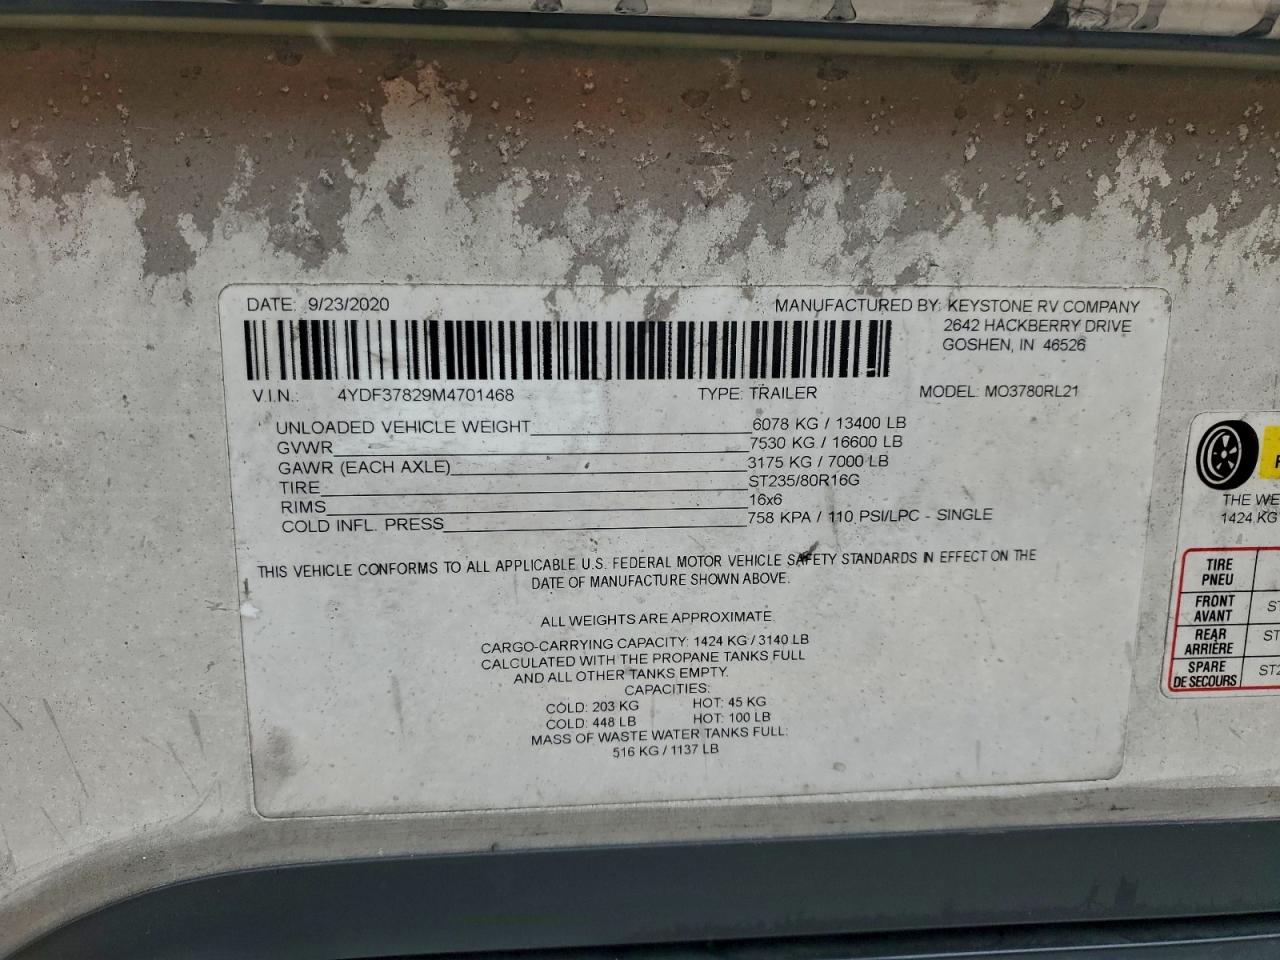 DATE: 9/23/2020
MANUFACTURED BY: KEYSTONE RV COMPANY
2642 HACKBERRY DRIVE
GOSHEN, IN 46526
V.I.N.: 4YDF37829M4701468 TYPE: TRAILER MODEL: MO3780RL21
UNLOADED VEHICLE WEIGHT 6078 KG / 13400 LB
GVWR 7530 KG / 16600 LB
GAWR (EACH AXLE) 3175 KG / 7000 LB
TIRE ST235/80R16G
RIMS 16x6
COLD INFL. PRESS 758 KPA / 110 PSI/LPC - SINGLE
THIS VEHICLE CONFORMS TO ALL APPLICABLE U.S. FEDERAL MOTOR VEHICLE SAFETY STANDARDS IN EFFECT ON THE
DATE OF MANUFACTURE SHOWN ABOVE.
ALL WEIGHTS ARE APPROXIMATE.
CARGO-CARRYING CAPACITY: 1424 KG / 3140 LB
CALCULATED WITH THE PROPANE TANKS FULL
AND ALL OTHER TANKS EMPTY.
CAPACITIES:
COLD: 203 KG HOT: 45 KG
COLD: 448 LB HOT: 100 LB
MASS OF WASTE WATER TANKS FULL:
516 KG / 1137 LB
THE WE
1424 KG
TIRE
PNEU
FRONT
AVANT
ST
REAR
ARRIÈRE
ST
SPARE
DE SECOURS
ST2